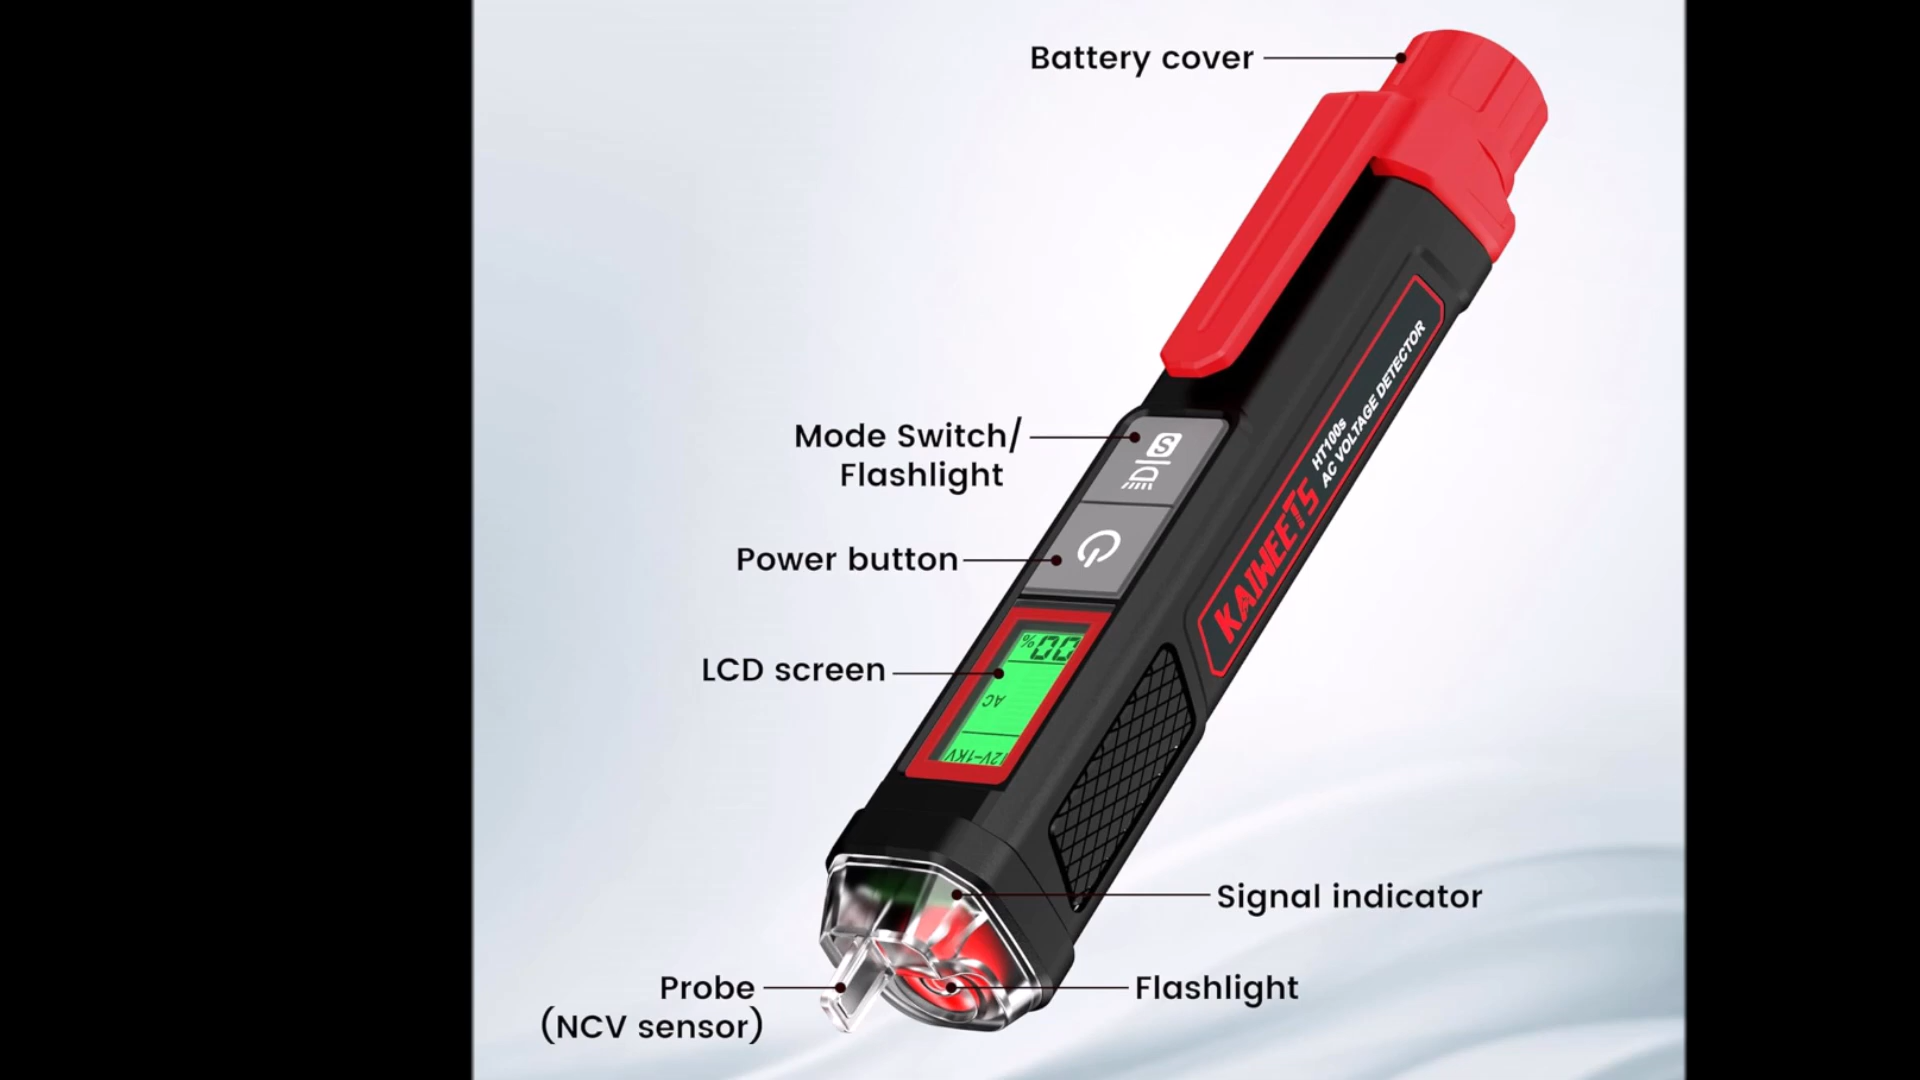 Battery cover
HT100s
AC VOLTAGE DETECTOR
KAIWEETS
Mode Switch/
Flashlight
S
Power button
LCD screen
%00
AC
12V-1KV
Signal indicator
Probe
(NCV sensor)
Flashlight